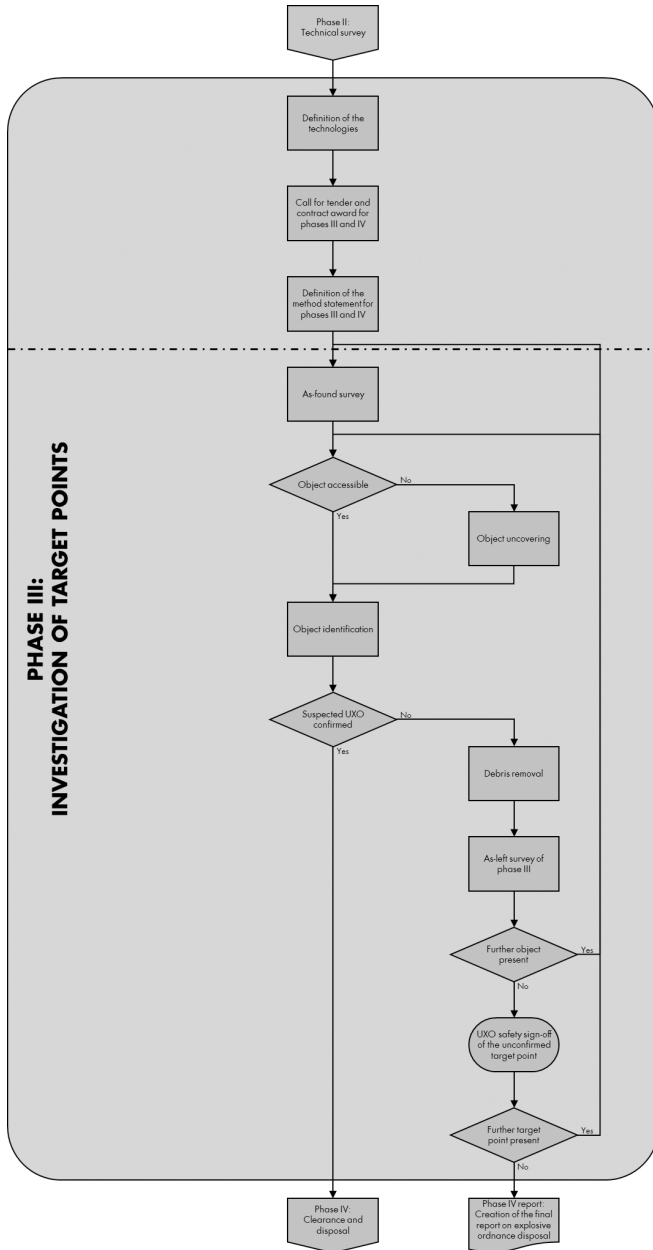 Phase II:
Technical survey
Definition of the
technologies
Call for tender and
contract award for
phases III and IV
Definition of the
method statement for
phases III and IV
As-found survey
Object accessible
No
Yes
Object uncovering
Object identification
Suspected UXO
confirmed
No
Yes
Debris removal
As-left survey of
phase III
Further object
present
Yes
No
UXO safety sign-off
of the unconfirmed
target point
Further target
point present
Yes
No
Phase IV:
Clearance and
disposal
Phase IV report:
Creation of the final
report on explosive
ordnance disposal
PHASE III:
INVESTIGATION OF TARGET POINTS